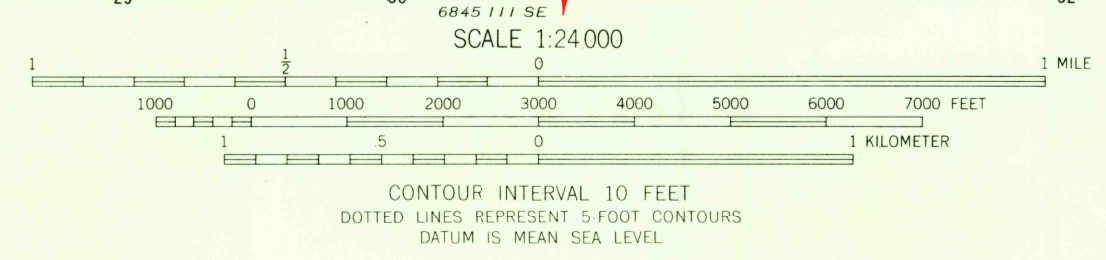 6845 III SE
SCALE 1:24 000
1 1/2 0 1 MILE
1000 0 1000 2000 3000 4000 5000 6000 7000 FEET
1 .5 0 1 KILOMETER
CONTOUR INTERVAL 10 FEET
DOTTED LINES REPRESENT 5-FOOT CONTOURS
DATUM IS MEAN SEA LEVEL